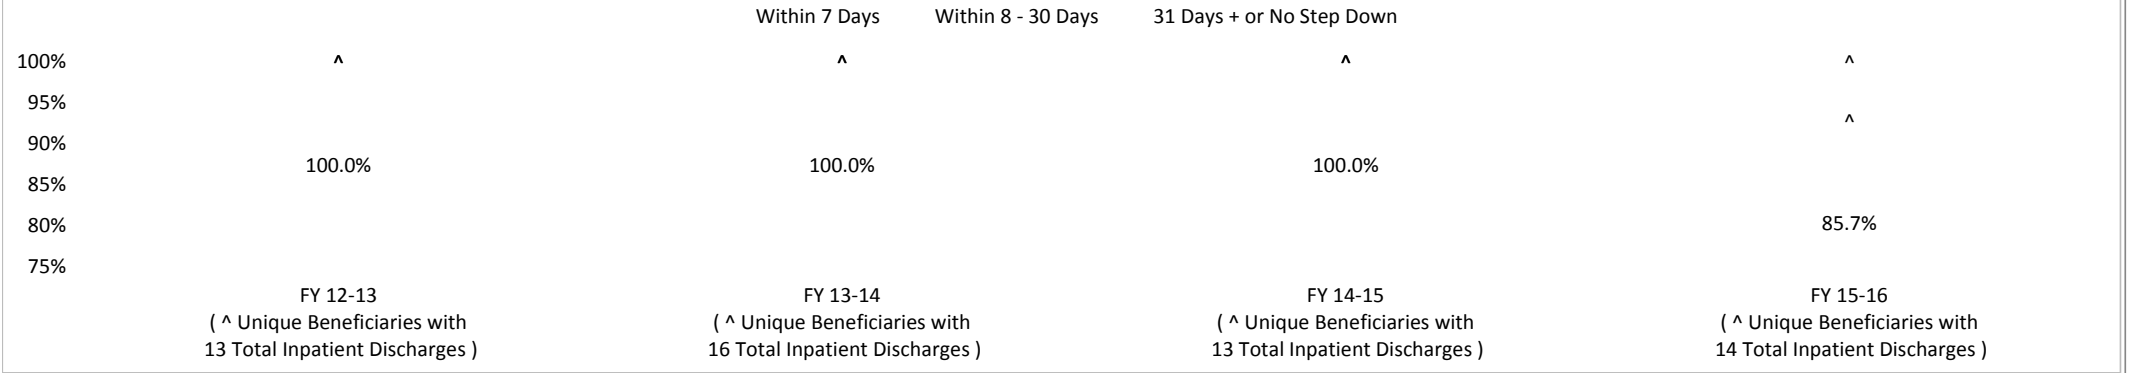 Within 7 Days Within 8 - 30 Days 31 Days + or No Step Down
100% ^ ^ ^ ^
95%
^
90%
100.0% 100.0% 100.0%
85%
80% 85.7%
75%
FY 12-13 FY 13-14 FY 14-15 FY 15-16
( ^ Unique Beneficiaries with ( ^ Unique Beneficiaries with ( ^ Unique Beneficiaries with ( ^ Unique Beneficiaries with
13 Total Inpatient Discharges ) 16 Total Inpatient Discharges ) 13 Total Inpatient Discharges ) 14 Total Inpatient Discharges )